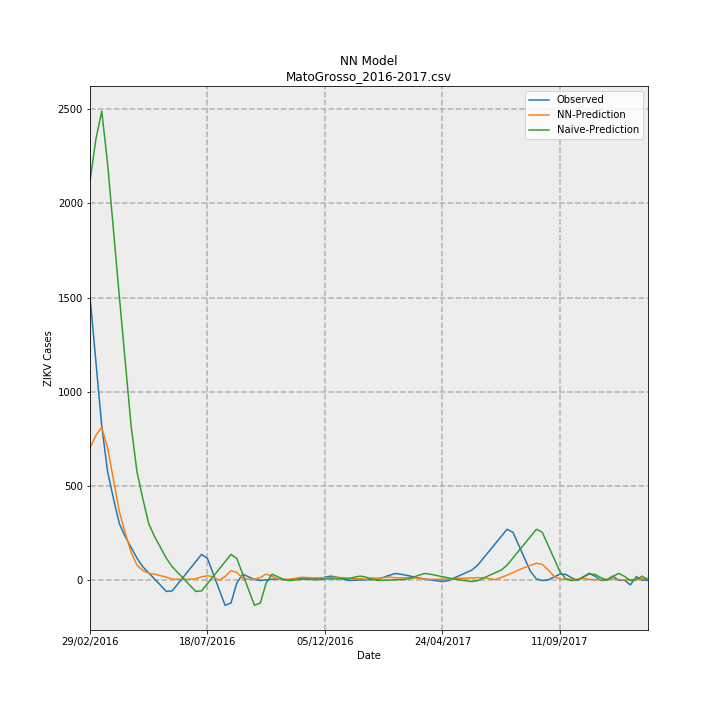 NN Model
MatoGrosso_2016-2017.csv
Observed
NN-Prediction
Naive-Prediction
2500
2000
1500
1000
500
0
ZIKV Cases
29/02/2016
18/07/2016
05/12/2016
24/04/2017
11/09/2017
Date